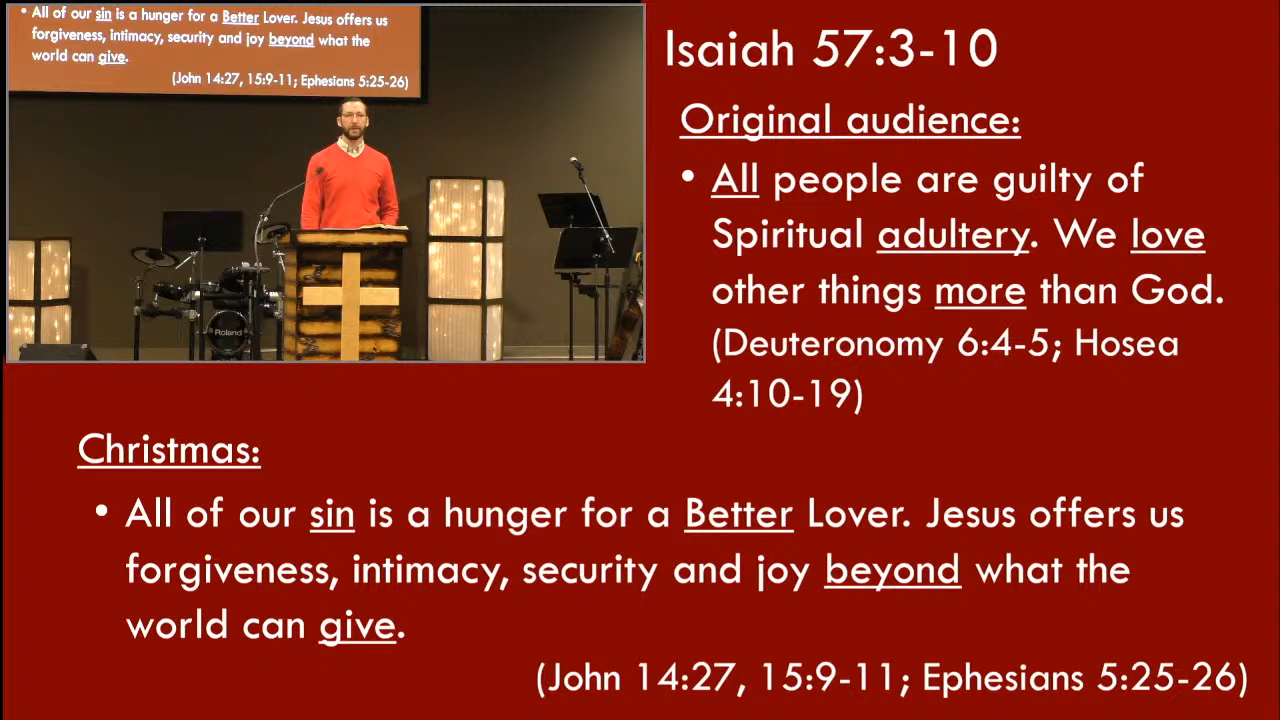 • All of our sin is a hunger for a Better Lover. Jesus offers us
forgiveness, intimacy, security and joy beyond what the
world can give.
(John 14:27, 15:9-11; Ephesians 5:25-26)
Roland
Isaiah 57:3-10
Original audience:
• All people are guilty of
Spiritual adultery. We love
other things more than God.
(Deuteronomy 6:4-5; Hosea
4:10-19)
Christmas:
• All of our sin is a hunger for a Better Lover. Jesus offers us
forgiveness, intimacy, security and joy beyond what the
world can give.
(John 14:27, 15:9-11; Ephesians 5:25-26)